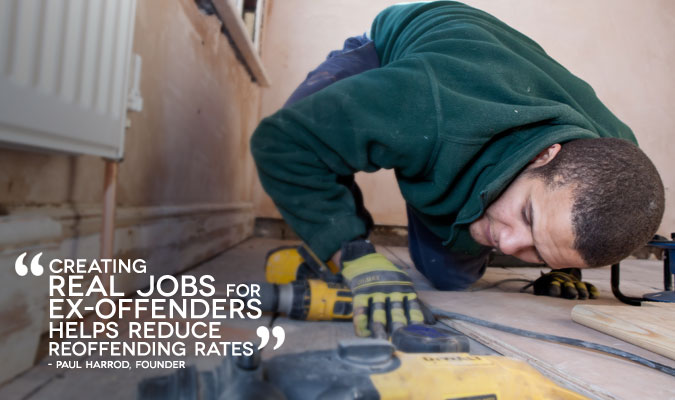 “CREATING
REAL JOBS FOR
EX-OFFENDERS
HELPS REDUCE
REOFFENDING RATES”
- PAUL HARROD, FOUNDER